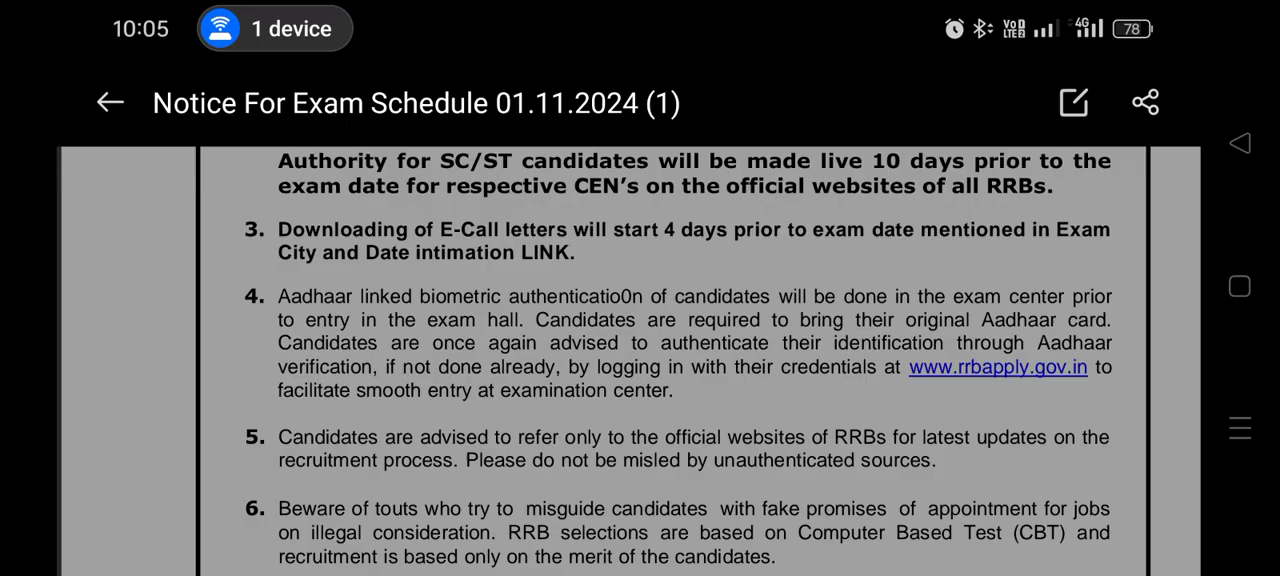 10:05 1 device VoD LTE2 4G 78
Notice For Exam Schedule 01.11.2024 (1)
Authority for SC/ST candidates will be made live 10 days prior to the
exam date for respective CEN’s on the official websites of all RRBs.
3. Downloading of E-Call letters will start 4 days prior to exam date mentioned in Exam
City and Date intimation LINK.
4. Aadhaar linked biometric authenticatio0n of candidates will be done in the exam center prior
to entry in the exam hall. Candidates are required to bring their original Aadhaar card.
Candidates are once again advised to authenticate their identification through Aadhaar
verification, if not done already, by logging in with their credentials at www.rrbapply.gov.in to
facilitate smooth entry at examination center.
5. Candidates are advised to refer only to the official websites of RRBs for latest updates on the
recruitment process. Please do not be misled by unauthenticated sources.
6. Beware of touts who try to misguide candidates with fake promises of appointment for jobs
on illegal consideration. RRB selections are based on Computer Based Test (CBT) and
recruitment is based only on the merit of the candidates.